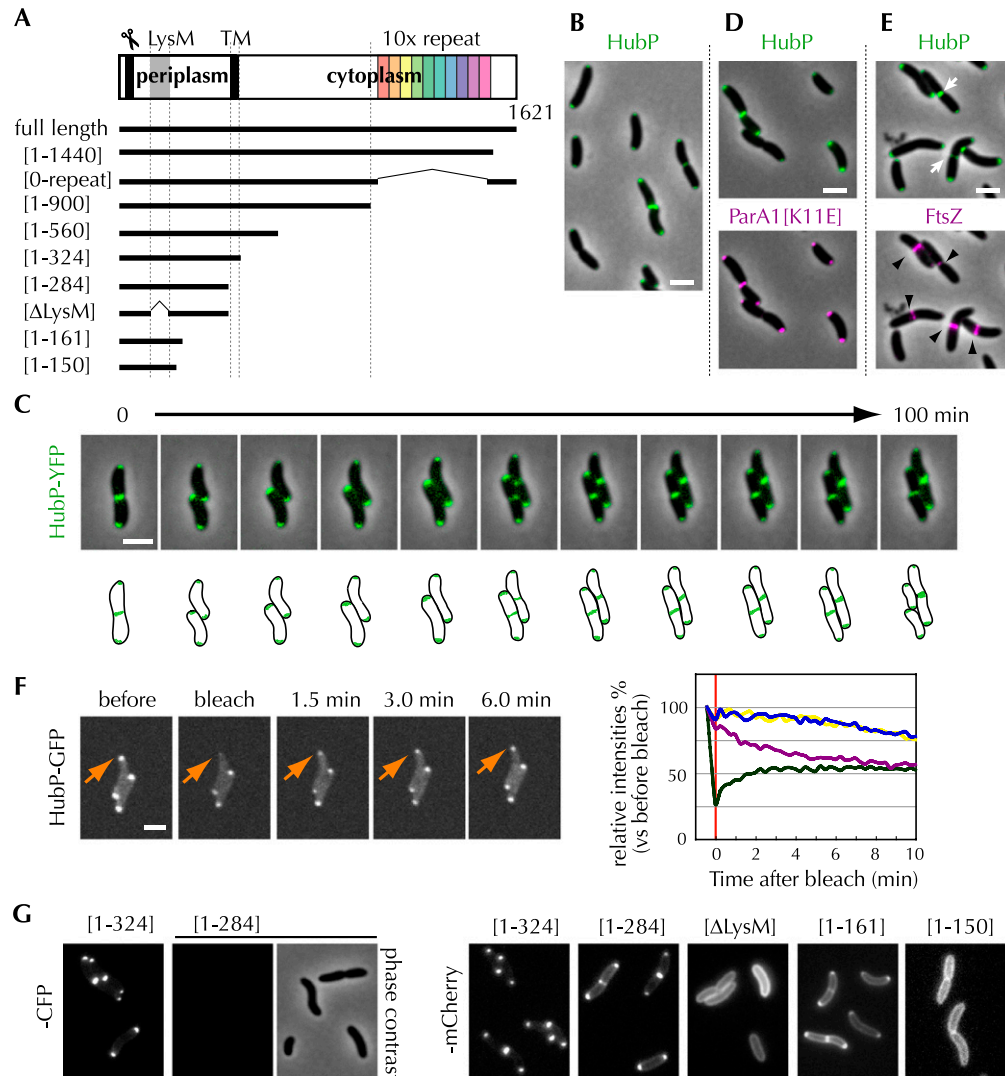 A
LysM TM 10x repeat
periplasm cytoplasm
1621
full length
[1-1440]
[0-repeat]
[1-900]
[1-560]
[1-324]
[1-284]
[ΔLysM]
[1-161]
[1-150]
B
HubP
D
HubP
ParA1[K11E]
E
HubP
FtsZ
C
0 100 min
HubP-YFP
F
before bleach 1.5 min 3.0 min 6.0 min
HubP-GFP
relative intensities %
(vs before bleach)
100
50
0
0 2 4 6 8 10
Time after bleach (min)
G
[1-324] [1-284]
-CFP
phase contrast
[1-324] [1-284] [ΔLysM] [1-161] [1-150]
-mCherry